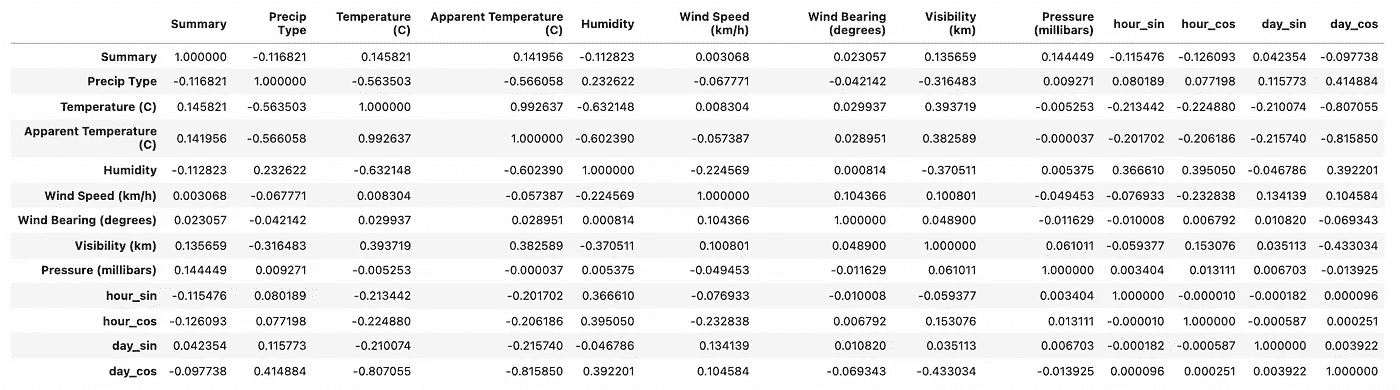 Summary Precip Type Temperature (C) Apparent Temperature (C) Humidity Wind Speed (km/h) Wind Bearing (degrees) Visibility (km) Pressure (millibars) hour_sin hour_cos day_sin day_cos
Summary 1.000000 -0.116821 0.145821 0.141956 -0.112823 0.003068 0.023057 0.135659 0.144449 -0.115476 -0.126093 0.042354 -0.097738
Precip Type -0.116821 1.000000 -0.563503 -0.566058 0.232622 -0.067771 -0.042142 -0.316483 0.009271 0.080189 0.077198 0.115773 0.414884
Temperature (C) 0.145821 -0.563503 1.000000 0.992637 -0.632148 0.008304 0.029937 0.393719 -0.005253 -0.213442 -0.224880 -0.210074 -0.807055
Apparent Temperature (C) 0.141956 -0.566058 0.992637 1.000000 -0.602390 -0.057387 0.028951 0.382589 -0.000037 -0.201702 -0.206186 -0.215740 -0.815850
Humidity -0.112823 0.232622 -0.632148 -0.602390 1.000000 -0.224569 0.000814 -0.370511 0.005375 0.366610 0.395050 -0.046786 0.392201
Wind Speed (km/h) 0.003068 -0.067771 0.008304 -0.057387 -0.224569 1.000000 0.104366 0.100801 -0.049453 -0.076933 -0.232838 0.134139 0.104584
Wind Bearing (degrees) 0.023057 -0.042142 0.029937 0.028951 0.000814 0.104366 1.000000 0.048900 -0.011629 -0.010008 0.006792 0.010820 -0.069343
Visibility (km) 0.135659 -0.316483 0.393719 0.382589 -0.370511 0.100801 0.048900 1.000000 0.061011 -0.059377 0.153076 0.035113 -0.433034
Pressure (millibars) 0.144449 0.009271 -0.005253 -0.000037 0.005375 -0.049453 -0.011629 0.061011 1.000000 0.003404 0.013111 0.006703 -0.013925
hour_sin -0.115476 0.080189 -0.213442 -0.201702 0.366610 -0.076933 -0.010008 -0.059377 0.003404 1.000000 -0.000010 -0.000182 0.000096
hour_cos -0.126093 0.077198 -0.224880 -0.206186 0.395050 -0.232838 0.006792 0.153076 0.013111 -0.000010 1.000000 -0.000587 0.000251
day_sin 0.042354 0.115773 -0.210074 -0.215740 -0.046786 0.134139 0.010820 0.035113 0.006703 -0.000182 -0.000587 1.000000 0.003922
day_cos -0.097738 0.414884 -0.807055 -0.815850 0.392201 0.104584 -0.069343 -0.433034 -0.013925 0.000096 0.000251 0.003922 1.000000